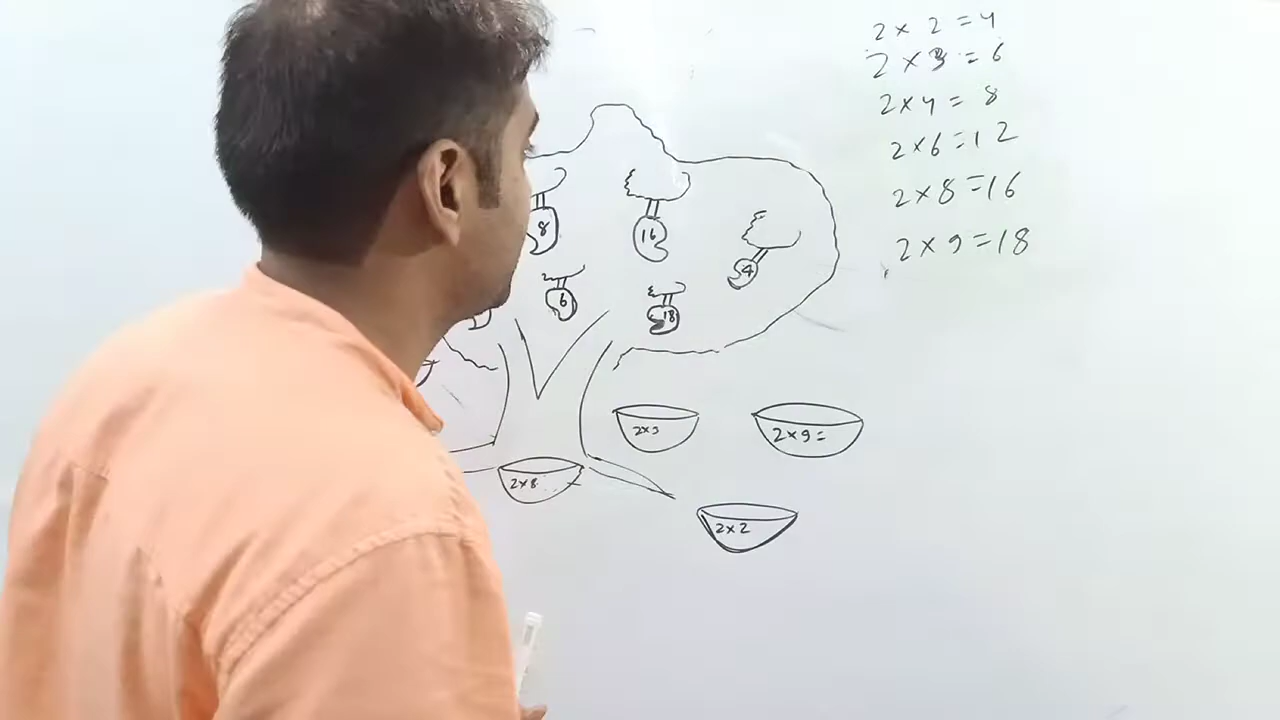 2 × 2 = 4
2 × 3 = 6
2 × 4 = 8
2 × 6 = 12
2 × 8 = 16
2 × 9 = 18
8
16
4
6
18
2×3
2×9=
2×8
2×2